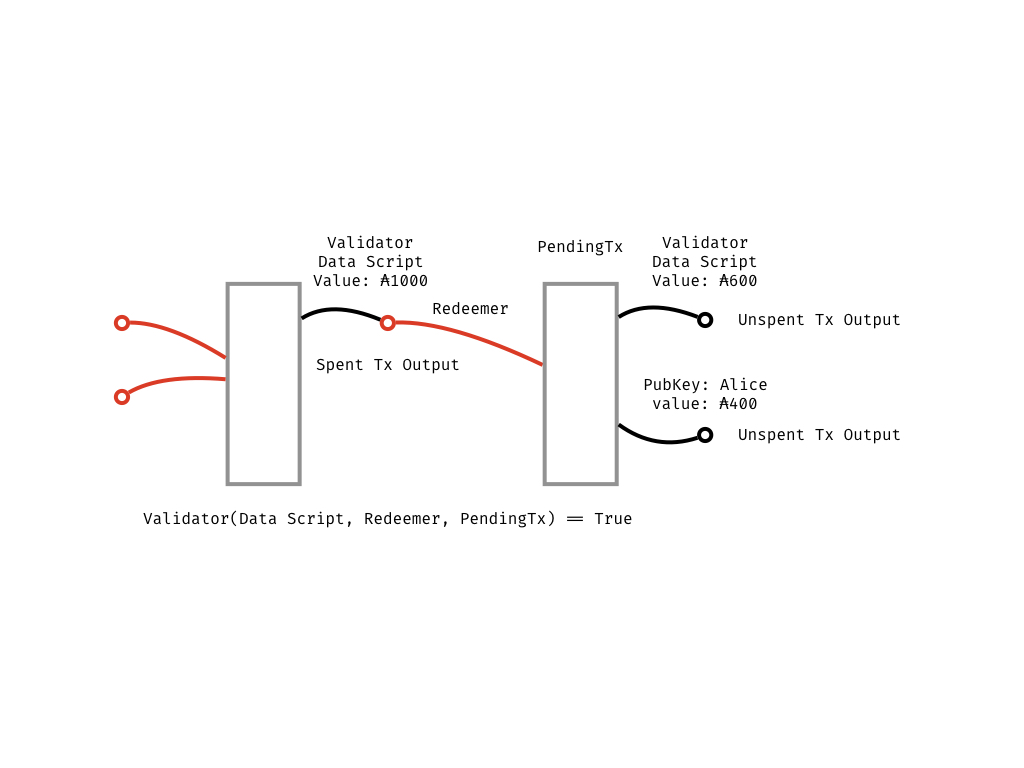 Validator
Data Script
Value: ₳1000
Redeemer
Spent Tx Output
PendingTx
Validator
Data Script
Value: ₳600
Unspent Tx Output
PubKey: Alice
value: ₳400
Unspent Tx Output
Validator(Data Script, Redeemer, PendingTx) == True